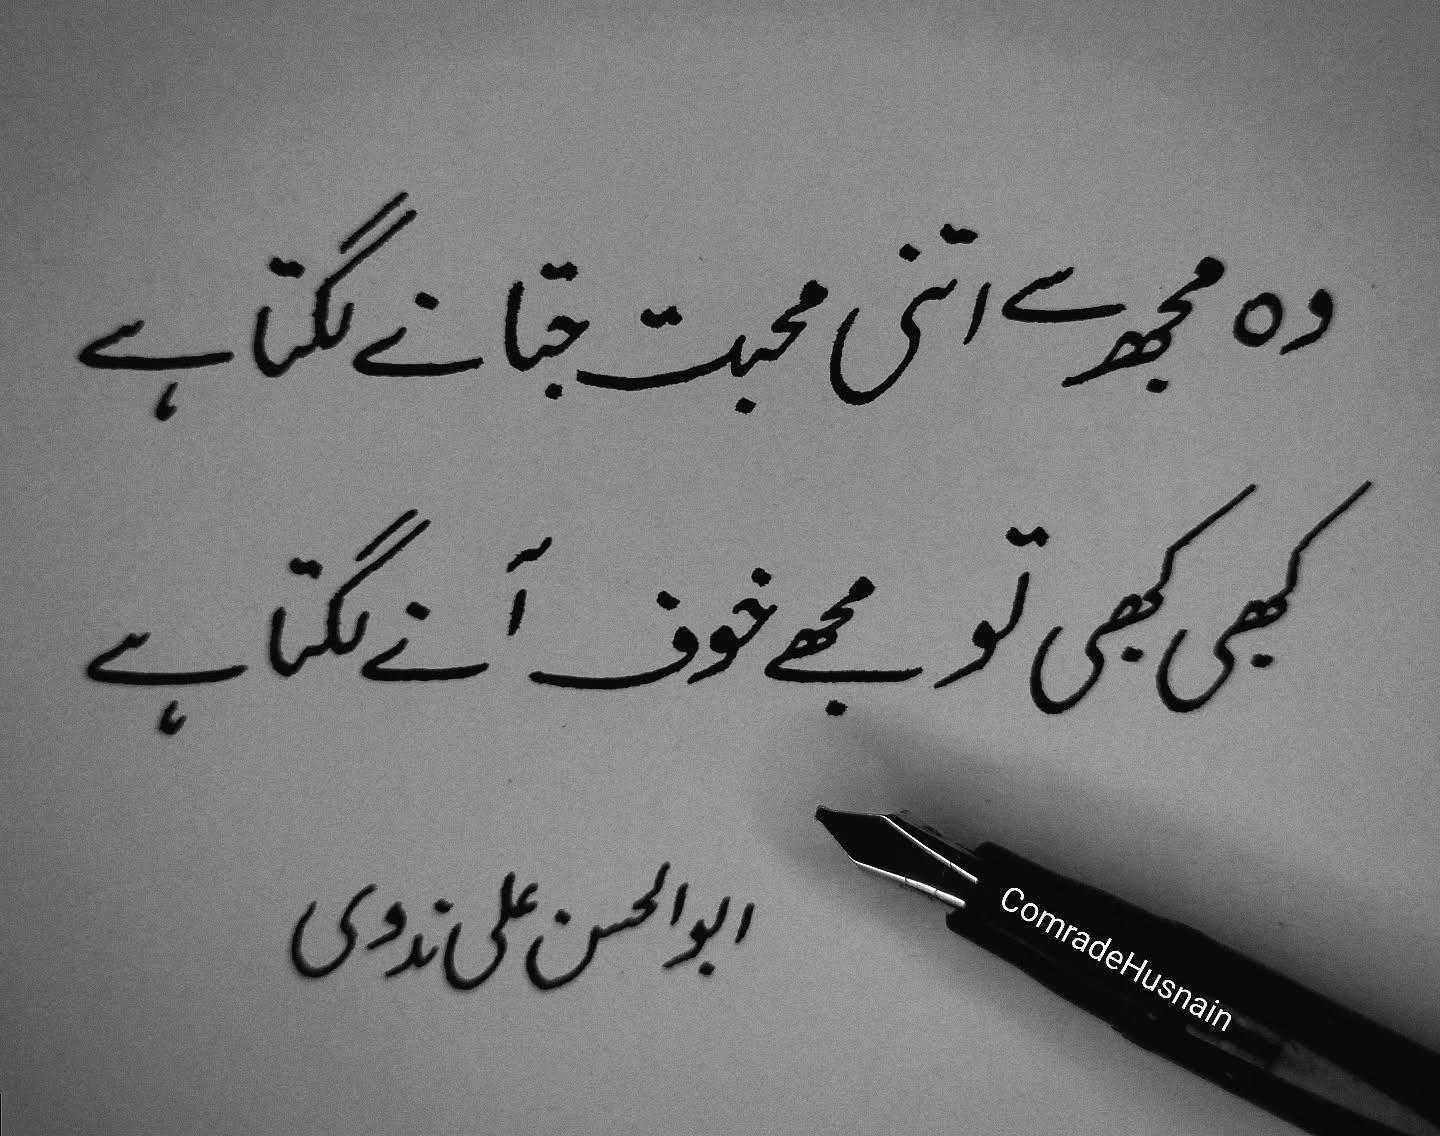 وہ مجھ سے اتنی محبت جتانے لگتا ہے
کبھی کبھی تو مجھے خوف آنے لگتا ہے
ابوالحسن علی ندوی
ComradeHusnain